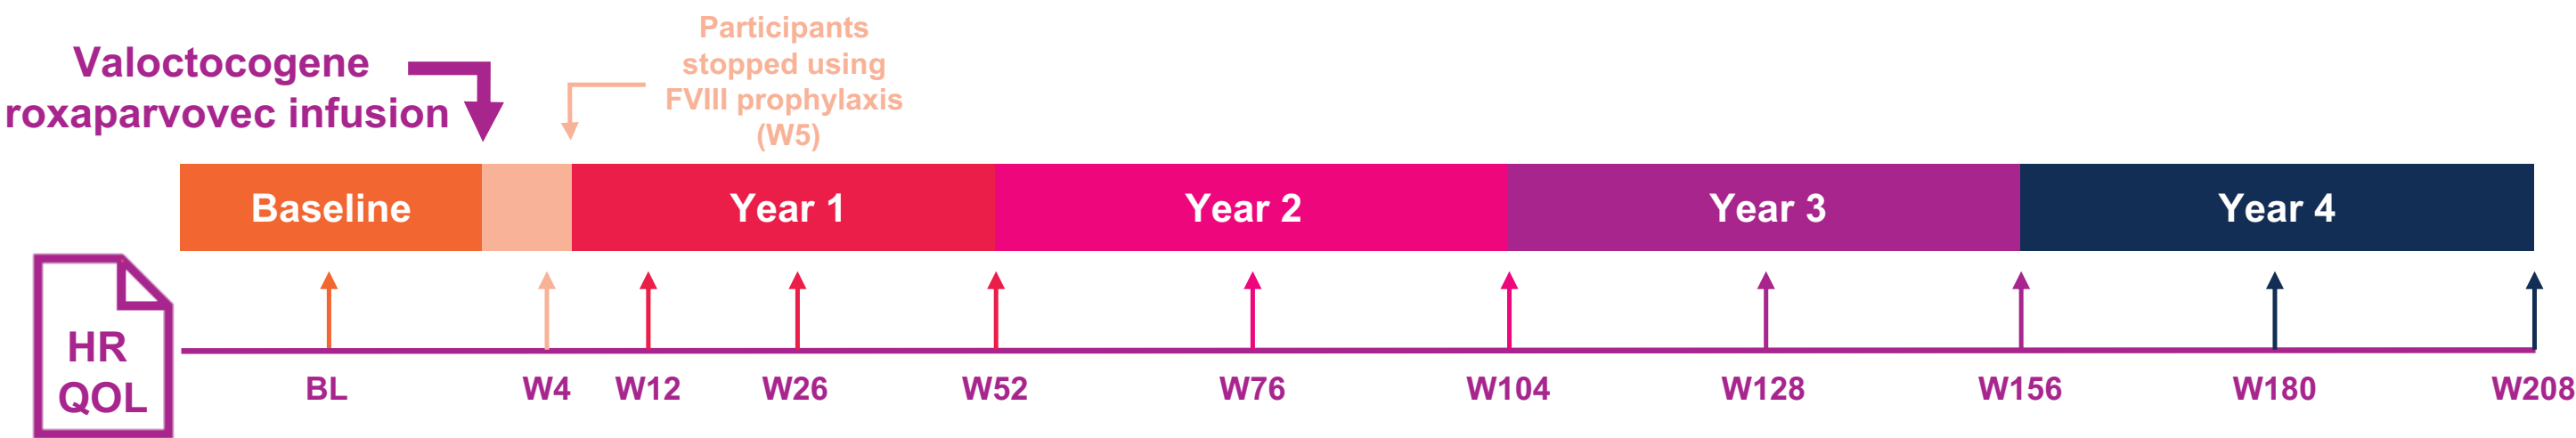 Participants
stopped using
FVIII prophylaxis
(W5)
Valoctocogene
roxaparvovec infusion
Baseline
Year 1
Year 2
Year 3
Year 4
HR
QOL
BL
W4
W12
W26
W52
W76
W104
W128
W156
W180
W208